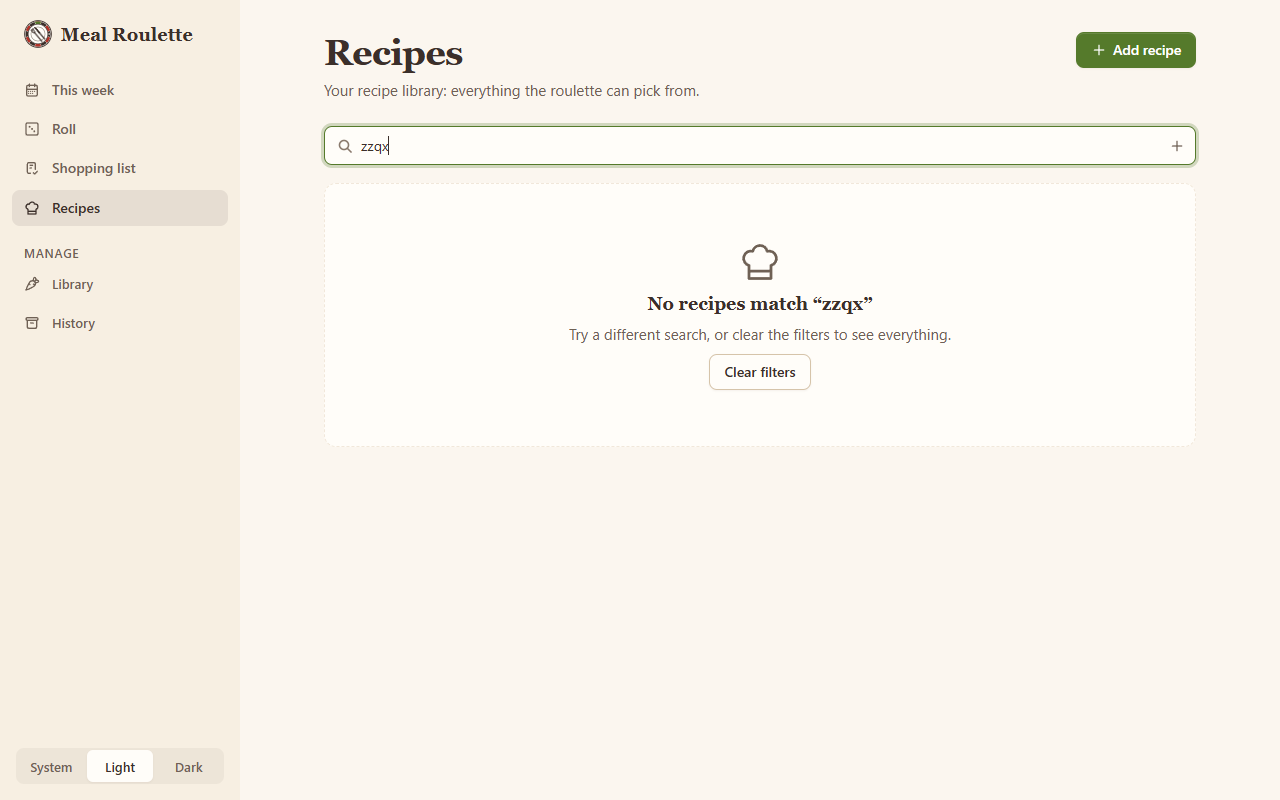 Meal Roulette
This week
Roll
Shopping list
Recipes
MANAGE
Library
History
System
Light
Dark
Recipes
Your recipe library: everything the roulette can pick from.
Add recipe
zzqx
No recipes match “zzqx”
Try a different search, or clear the filters to see everything.
Clear filters